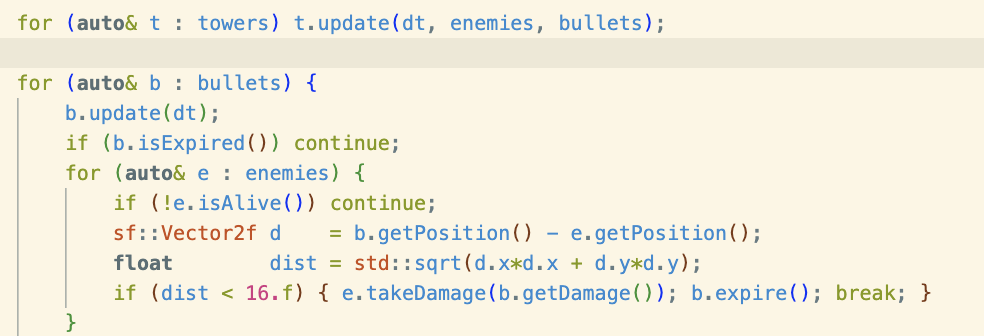 for (auto& t : towers) t.update(dt, enemies, bullets);

for (auto& b : bullets) {
    b.update(dt);
    if (b.isExpired()) continue;
    for (auto& e : enemies) {
        if (!e.isAlive()) continue;
        sf::Vector2f d    = b.getPosition() - e.getPosition();
        float        dist = std::sqrt(d.x*d.x + d.y*d.y);
        if (dist < 16.f) { e.takeDamage(b.getDamage()); b.expire(); break; }
    }